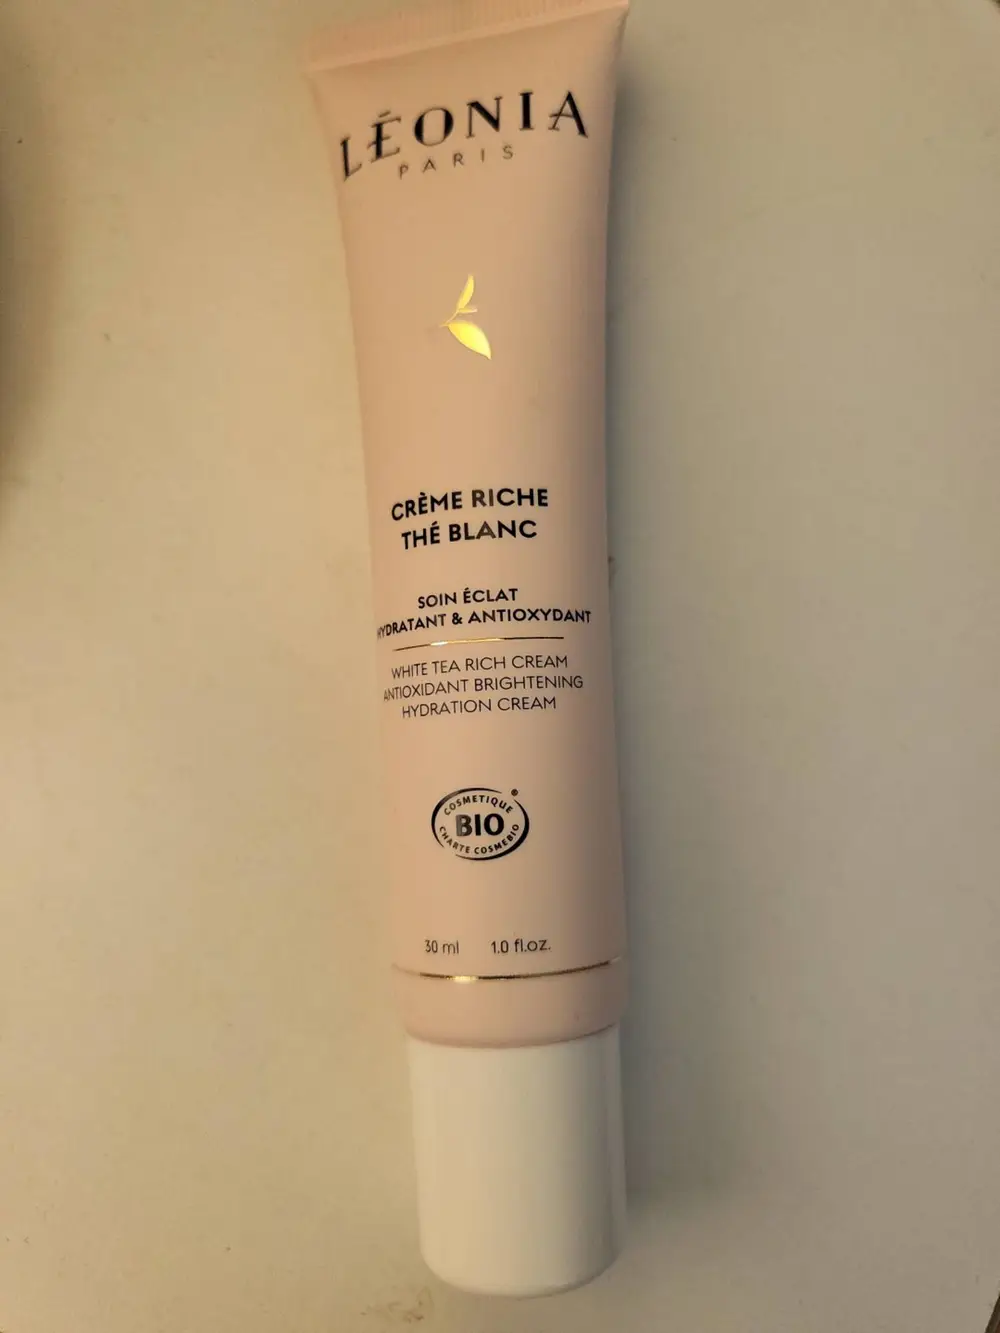 LÉONIA
PARIS
CRÈME RICHE
THÉ BLANC
SOIN ÉCLAT
HYDRATANT & ANTIOXYDANT
WHITE TEA RICH CREAM
ANTIOXIDANT BRIGHTENING
HYDRATION CREAM
COSMETIQUE ®
BIO
CHARTE COSMEBIO
30 ml 1.0 fl.oz.